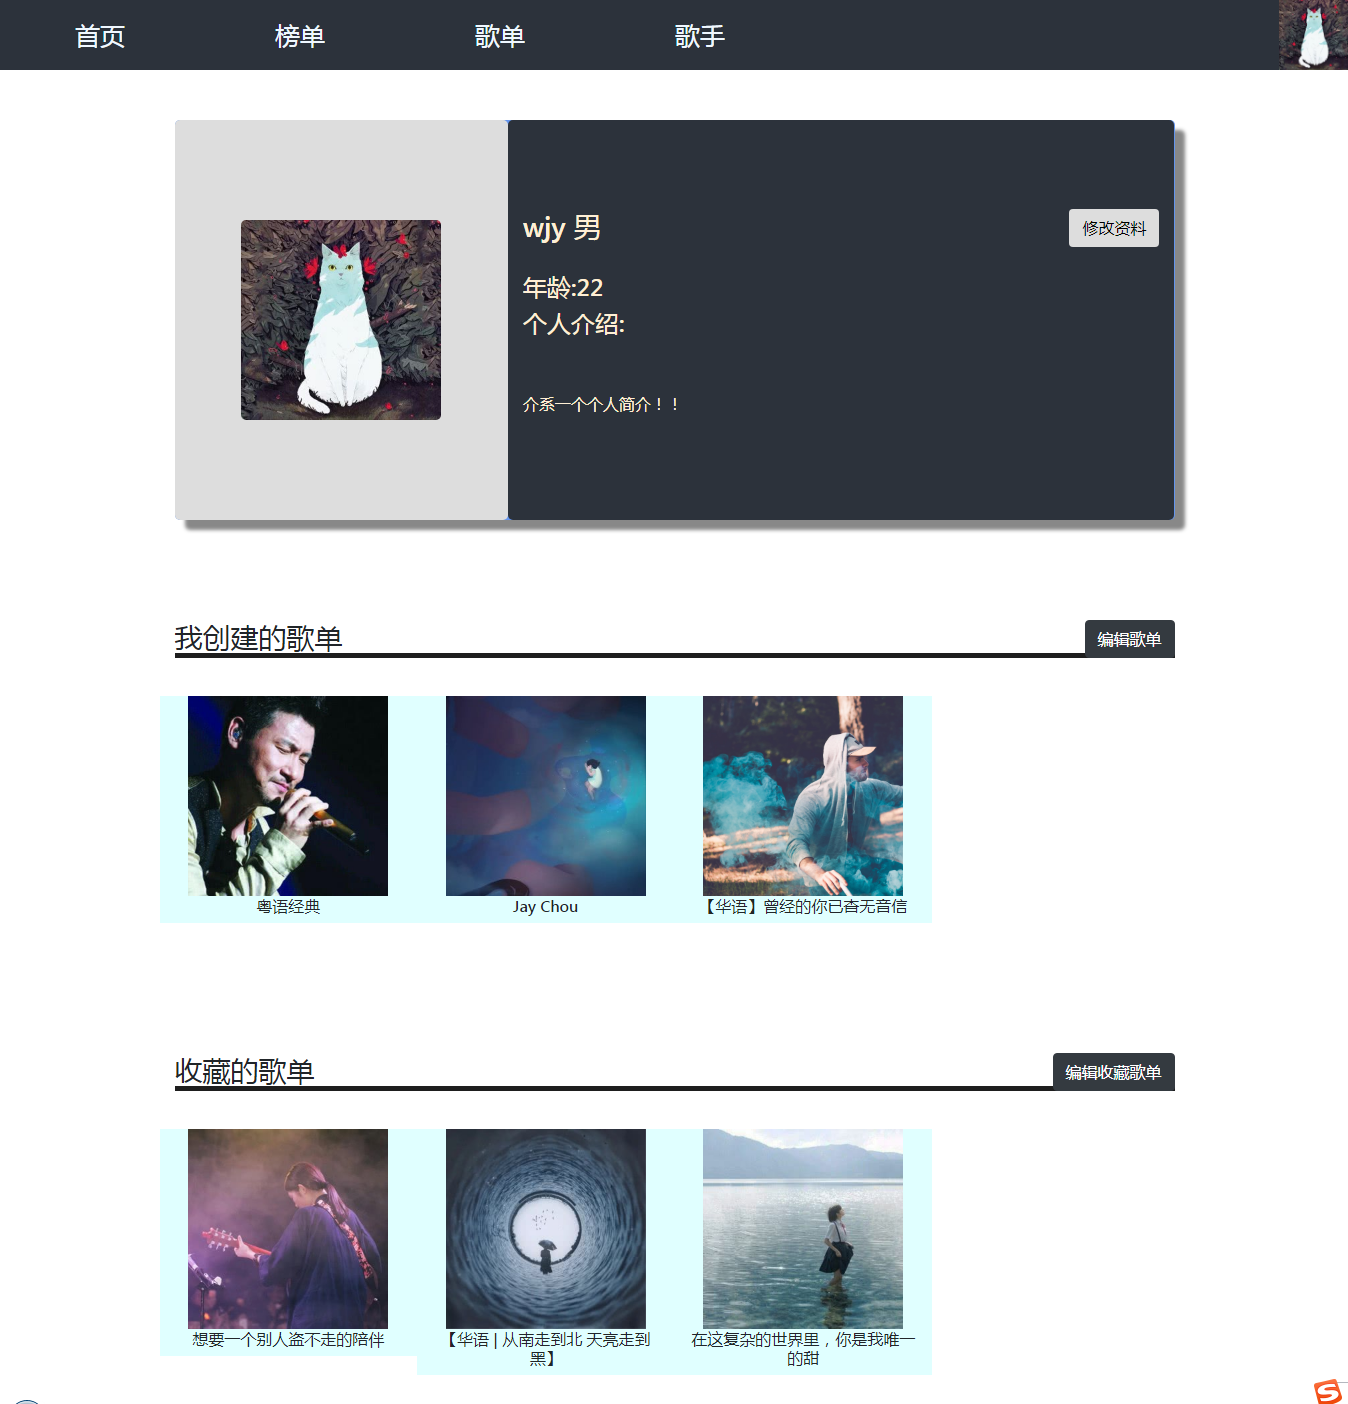 首页
榜单
歌单
歌手
wjy 男
修改资料
年龄:22
个人介绍:
介系一个个人简介！！
我创建的歌单
编辑歌单
粤语经典
Jay Chou
【华语】曾经的你已杳无音信
收藏的歌单
编辑收藏歌单
想要一个别人盗不走的陪伴
【华语 | 从南走到北 天亮走到
黑】
在这复杂的世界里，你是我唯一
的甜